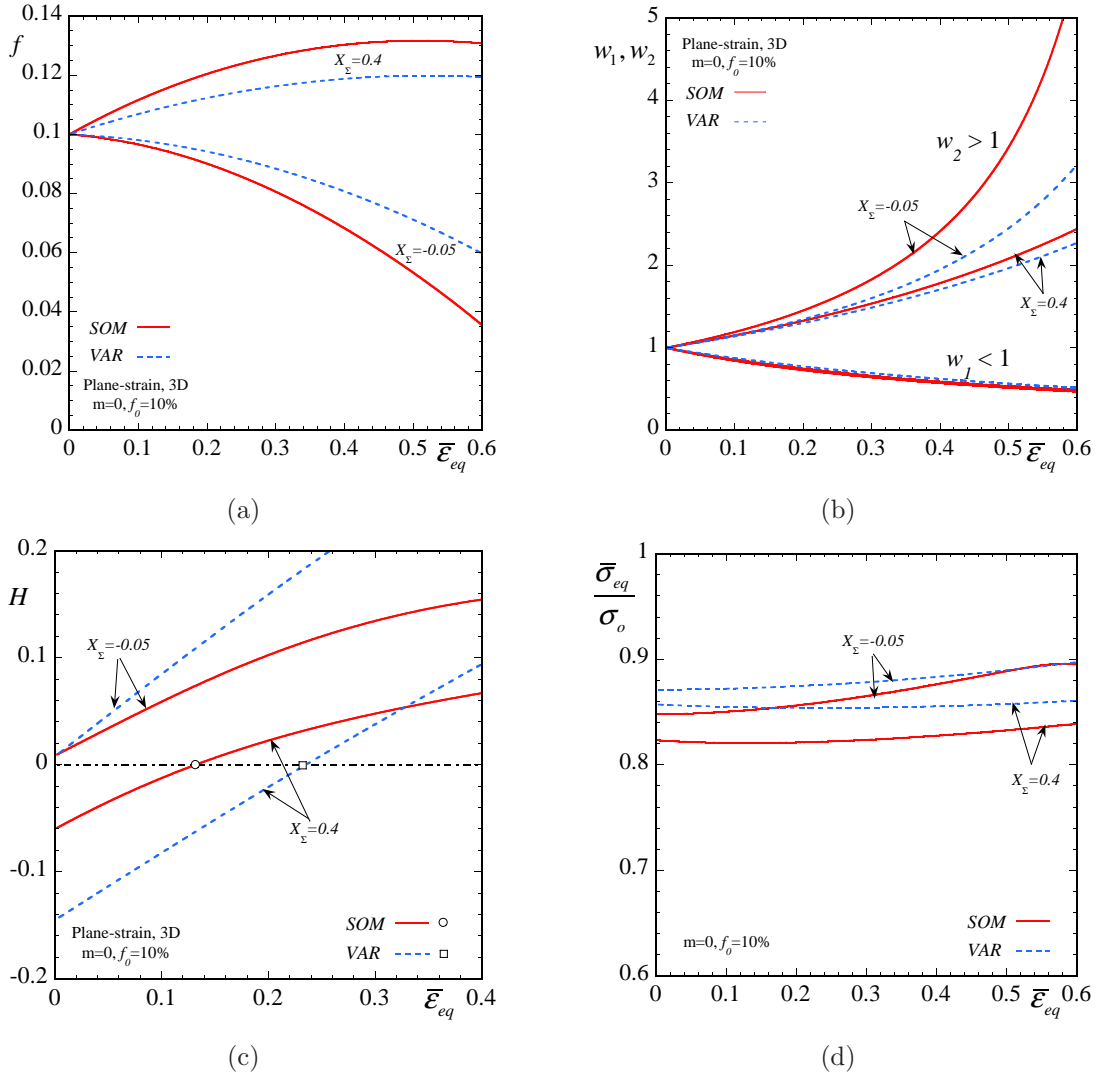 0.14
f
0.12
0.1
0.08
0.06
0.04
0.02
0
X_Σ=0.4
X_Σ=-0.05
SOM
VAR
Plane-strain, 3D
m=0, f_0=10%
0 0.1 0.2 0.3 0.4 0.5 0.6
ε̅_eq
(a)
5
w_1, w_2
4
3
2
1
0
Plane-strain, 3D
m=0, f_0=10%
SOM
VAR
w_2 > 1
X_Σ=-0.05
X_Σ=0.4
w_1 < 1
0 0.1 0.2 0.3 0.4 0.5 0.6
ε̅_eq
(b)
0.2
H
0.1
0
-0.1
-0.2
X_Σ=-0.05
X_Σ=0.4
Plane-strain, 3D
m=0, f_0=10%
SOM
VAR
0 0.1 0.2 0.3 0.4
ε̅_eq
(c)
1
σ̅_eq
σ_o
0.9
0.8
0.7
0.6
X_Σ=-0.05
X_Σ=0.4
m=0, f_0=10%
SOM
VAR
0 0.1 0.2 0.3 0.4 0.5 0.6
ε̅_eq
(d)